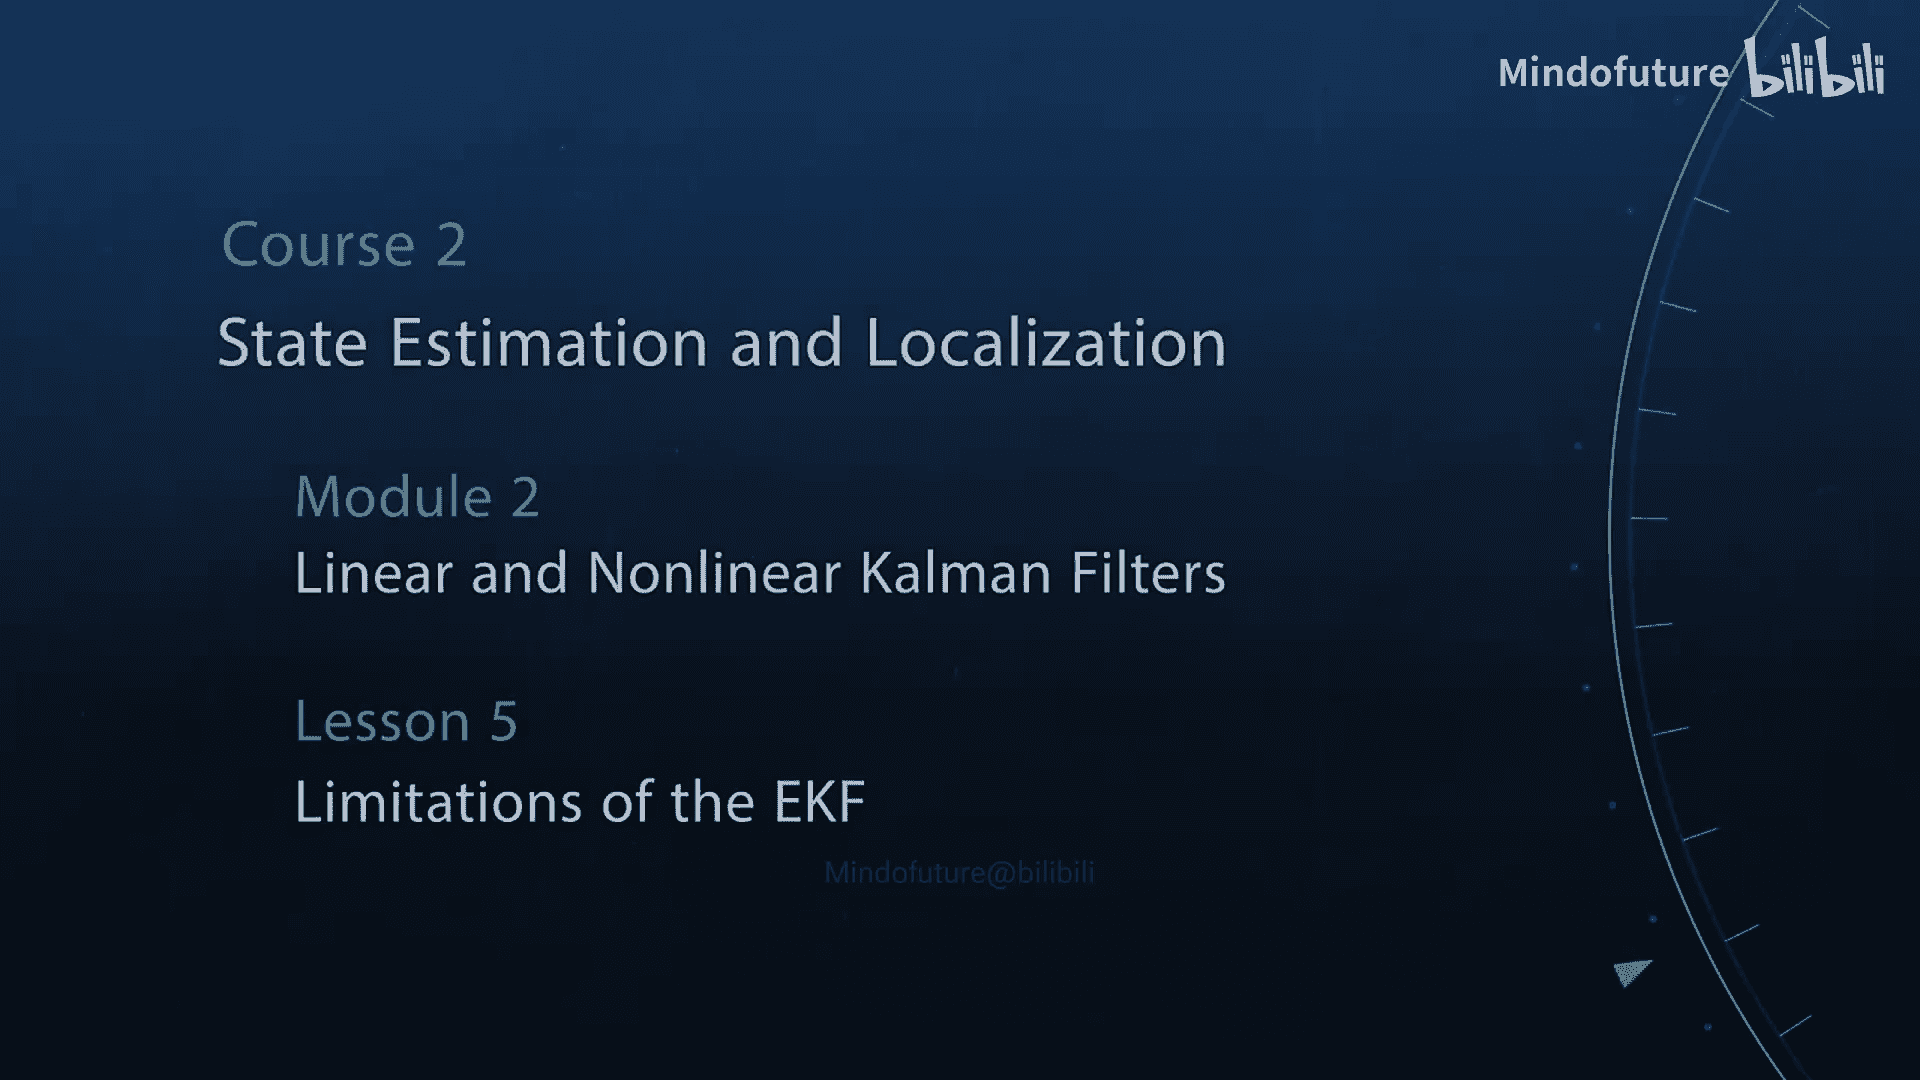 Mindofuture bilibili
Course 2
State Estimation and Localization
Module 2
Linear and Nonlinear Kalman Filters
Lesson 5
Limitations of the EKF
Mindofuture@bilibili